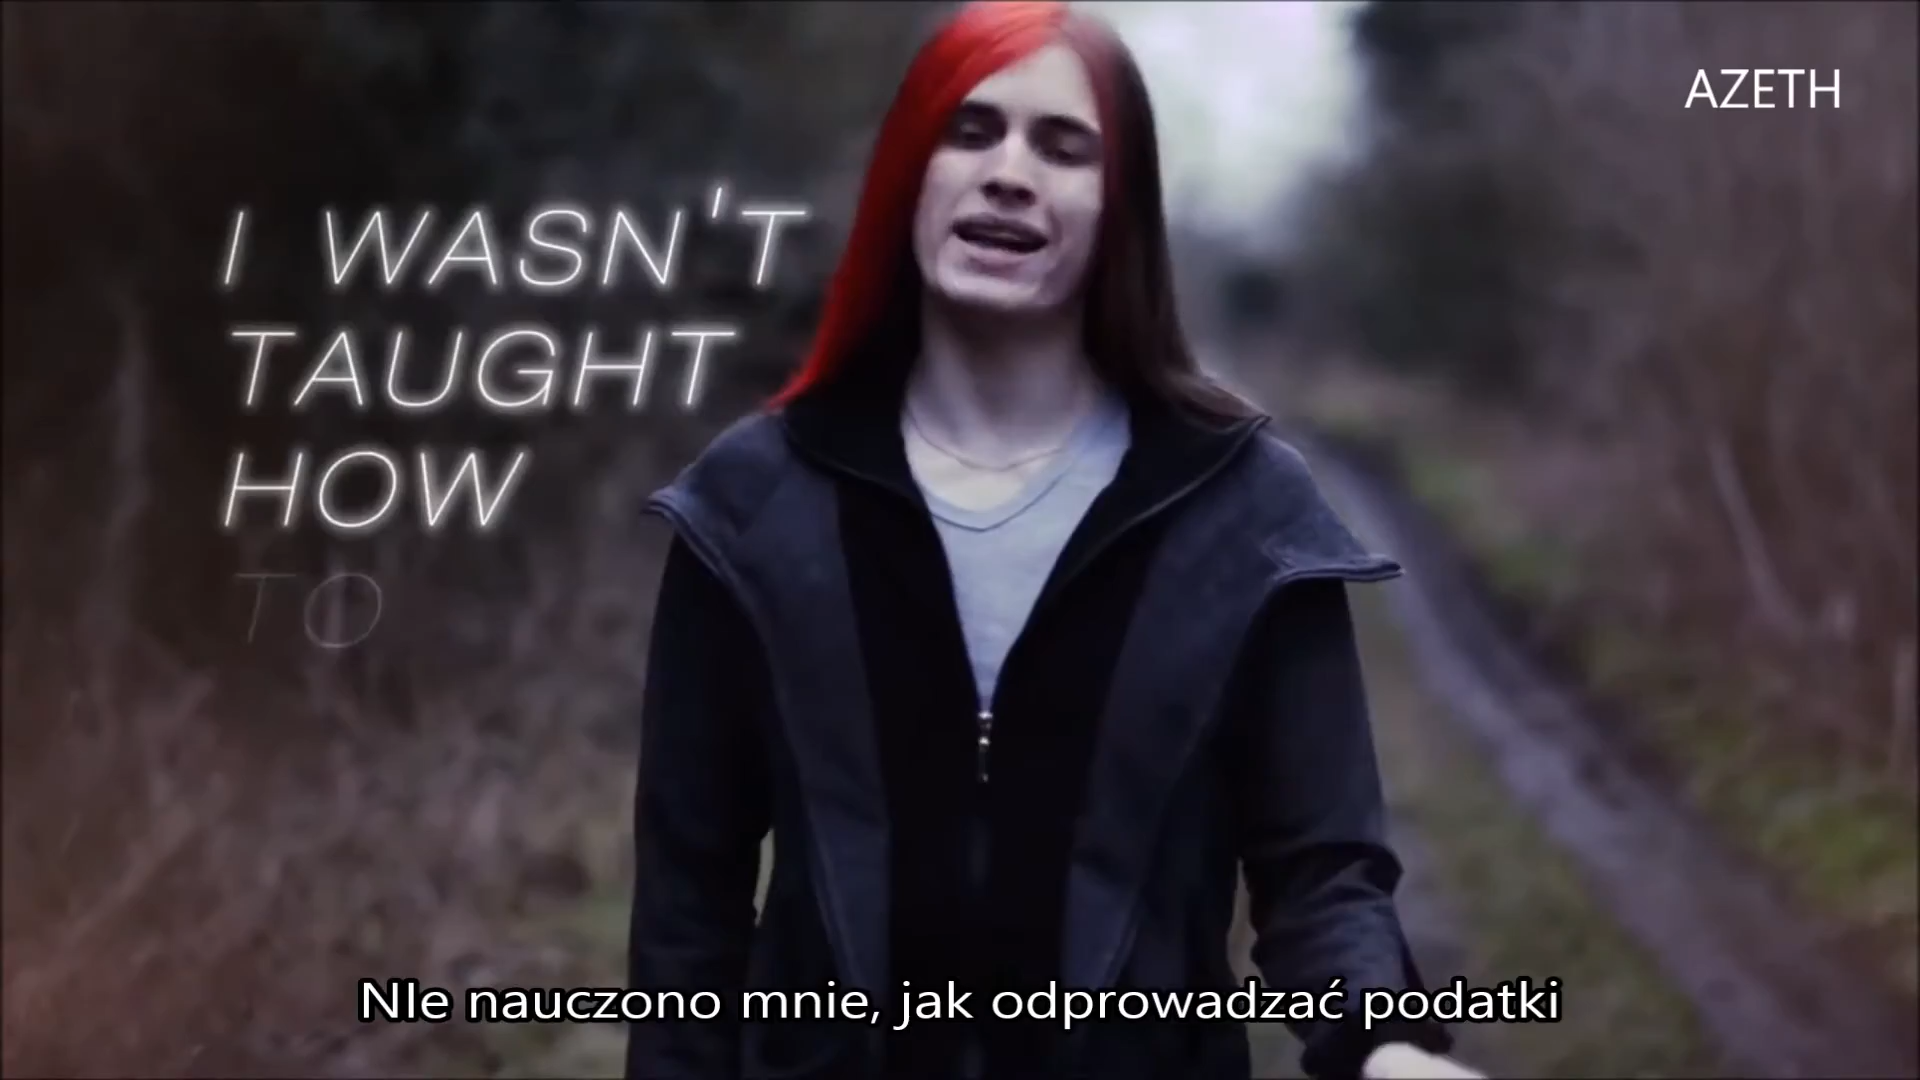 AZETH
I WASN'T
TAUGHT
HOW
TO
NIe nauczono mnie, jak odprowadzać podatki